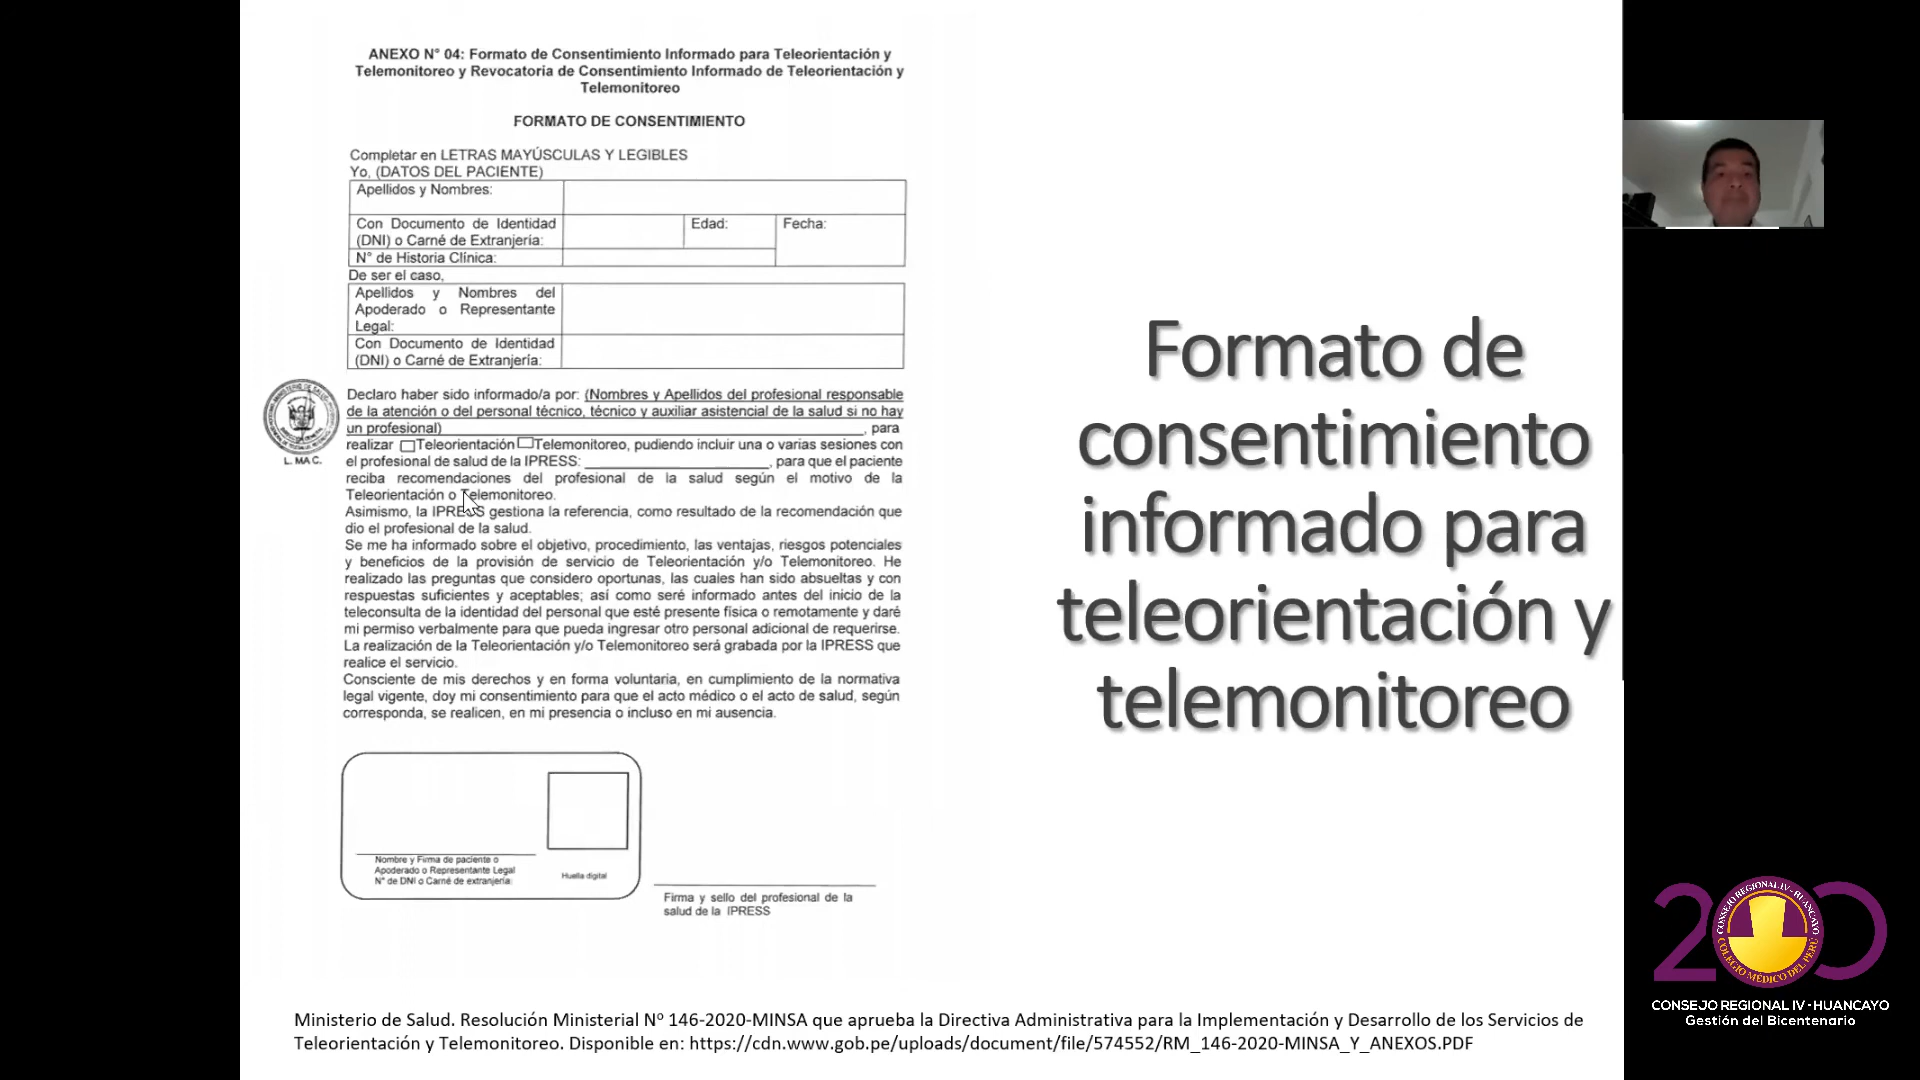 ANEXO N° 04: Formato de Consentimiento Informado para Teleorientación y
Telemonitoreo y Revocatoria de Consentimiento Informado de Teleorientación y
Telemonitoreo
FORMATO DE CONSENTIMIENTO
Completar en LETRAS MAYÚSCULAS Y LEGIBLES
Yo, (DATOS DEL PACIENTE)
Apellidos y Nombres:
Con Documento de Identidad
(DNI) o Carné de Extranjería:
Edad:
Fecha:
N° de Historia Clínica:
De ser el caso,
Apellidos y Nombres del
Apoderado o Representante
Legal:
Con Documento de Identidad
(DNI) o Carné de Extranjería:
L. MA C.
Declaro haber sido informado/a por: (Nombres y Apellidos del profesional responsable
de la atención o del personal técnico, técnico y auxiliar asistencial de la salud si no hay
un profesional)____________________, para
realizar Teleorientación Telemonitoreo, pudiendo incluir una o varias sesiones con
el profesional de salud de la IPRESS: ____________________, para que el paciente
reciba recomendaciones del profesional de la salud según el motivo de la
Teleorientación o Telemonitoreo.
Asimismo, la IPRESS gestiona la referencia, como resultado de la recomendación que
dio el profesional de la salud.
Se me ha informado sobre el objetivo, procedimiento, las ventajas, riesgos potenciales
y beneficios de la provisión de servicio de Teleorientación y/o Telemonitoreo. He
realizado las preguntas que considero oportunas, las cuales han sido absueltas y con
respuestas suficientes y aceptables; así como seré informado antes del inicio de la
teleconsulta de la identidad del personal que esté presente física o remotamente y daré
mi permiso verbalmente para que pueda ingresar otro personal adicional de requerirse.
La realización de la Teleorientación y/o Telemonitoreo será grabada por la IPRESS que
realice el servicio.
Consciente de mis derechos y en forma voluntaria, en cumplimiento de la normativa
legal vigente, doy mi consentimiento para que el acto médico o el acto de salud, según
corresponda, se realicen, en mi presencia o incluso en mi ausencia.
Nombre y Firma de paciente o
Apoderado o Representante Legal
N° de DNI o Carné de extranjería:
Huella digital
Firma y sello del profesional de la
salud de la IPRESS
Formato de
consentimiento
informado para
teleorientación y
telemonitoreo
Ministerio de Salud. Resolución Ministerial Nº 146-2020-MINSA que aprueba la Directiva Administrativa para la Implementación y Desarrollo de los Servicios de
Teleorientación y Telemonitoreo. Disponible en: https://cdn.www.gob.pe/uploads/document/file/574552/RM_146-2020-MINSA_Y_ANEXOS.PDF
200
CONSEJO REGIONAL IV - HUANCAYO
COLEGIO MÉDICO DEL PERÚ
CONSEJO REGIONAL IV - HUANCAYO
Gestión del Bicentenario